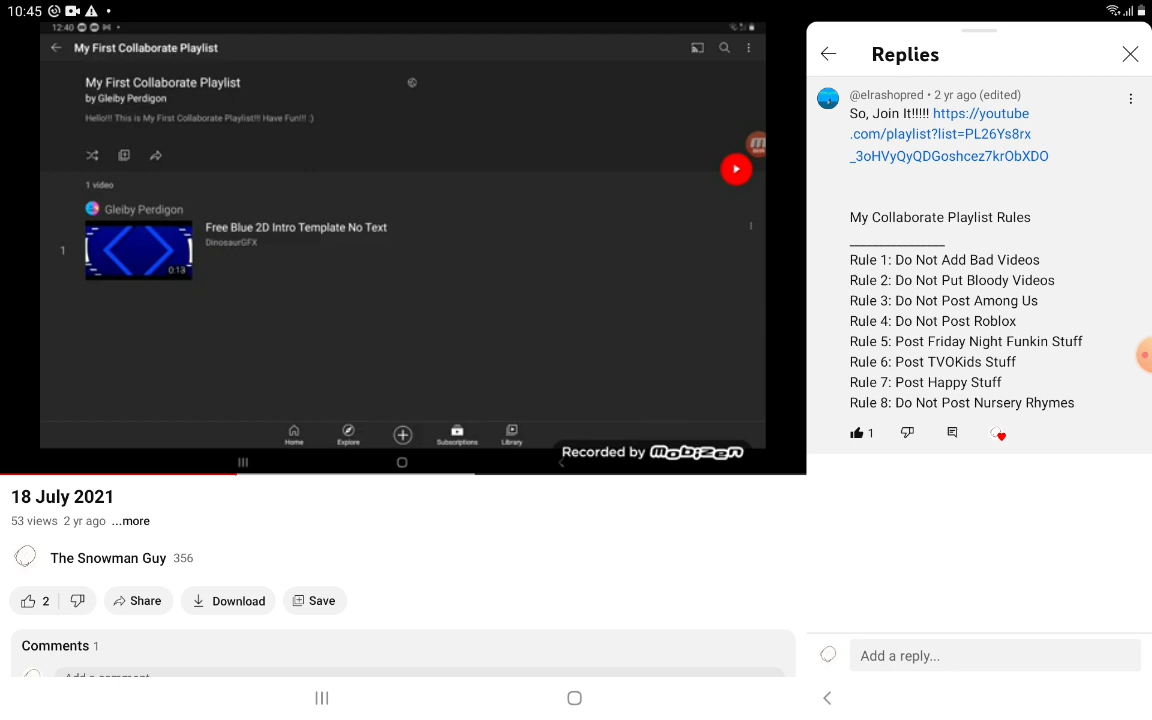 10:45
12:40
My First Collaborate Playlist
My First Collaborate Playlist
by Gleiby Perdigon
Hello!!! This is My First Collaborate Playlist!!! Have Fun!!! :)
1 video
Gleiby Perdigon
1
Free Blue 2D Intro Template No Text
DinosaurGFX
0:13
Home
Explore
Subscriptions
Library
Recorded by mobizen
18 July 2021
53 views 2 yr ago ...more
The Snowman Guy 356
2
Share
Download
Save
Comments 1
Add a comment
Replies
@elrashopred • 2 yr ago (edited)
So, Join It!!!!! https://youtube
.com/playlist?list=PL26Ys8rx
_3oHVyQyQDGoshcez7krObXDO
My Collaborate Playlist Rules
_______________
Rule 1: Do Not Add Bad Videos
Rule 2: Do Not Put Bloody Videos
Rule 3: Do Not Post Among Us
Rule 4: Do Not Post Roblox
Rule 5: Post Friday Night Funkin Stuff
Rule 6: Post TVOKids Stuff
Rule 7: Post Happy Stuff
Rule 8: Do Not Post Nursery Rhymes
1
Add a reply...